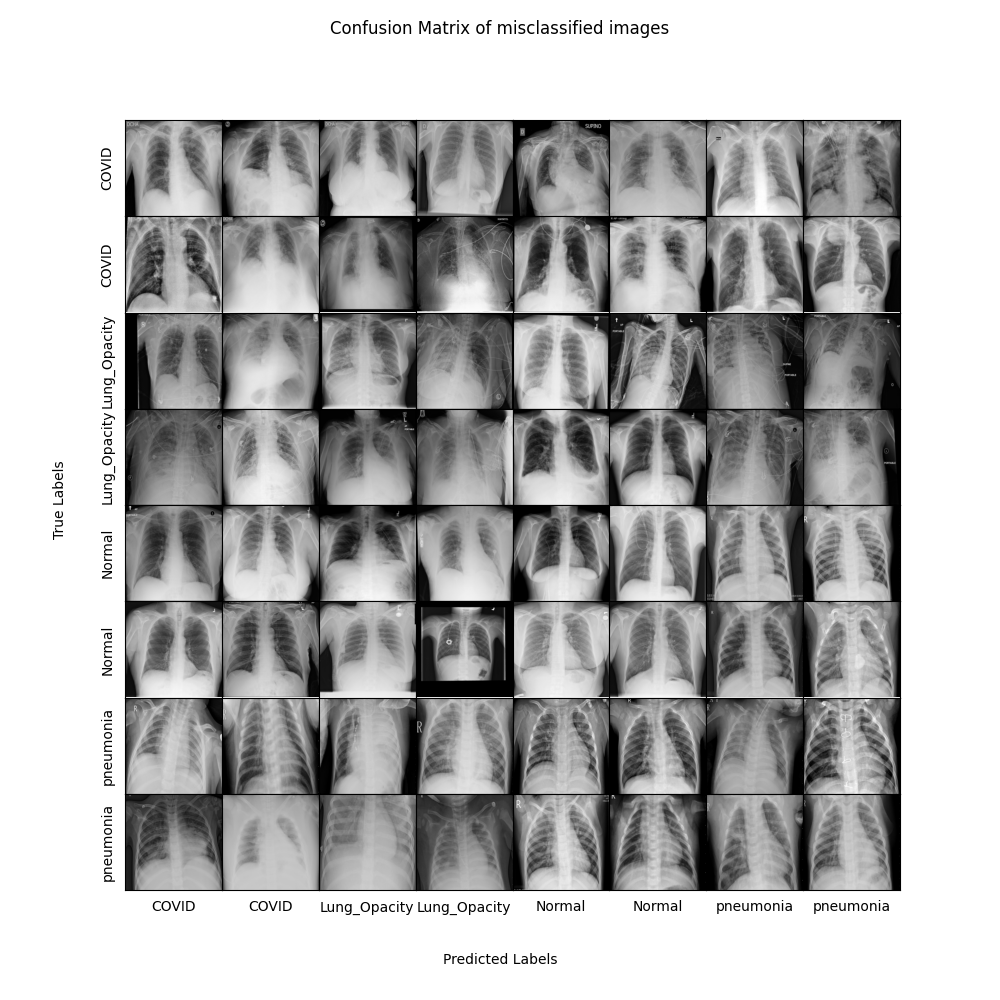 Confusion Matrix of misclassified images
COVID
SUPINO
COVID
Lung_Opacity
Lung_Opacity
Normal
Normal
pneumonia
pneumonia
True Labels
COVID COVID Lung_Opacity Lung_Opacity Normal Normal pneumonia pneumonia
Predicted Labels